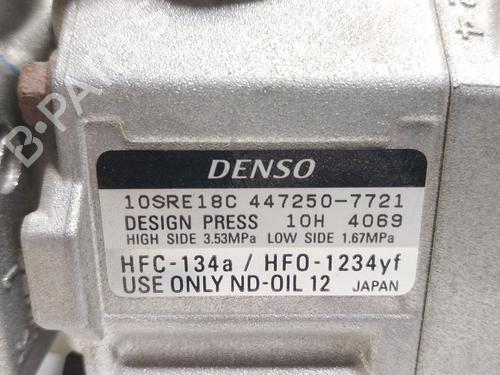 DENSO
10SRE18C 447250-7721
DESIGN PRESS 10H 4069
HIGH SIDE 3.53MPa LOW SIDE 1.67MPa
HFC-134a / HFO-1234yf
USE ONLY ND-OIL 12 JAPAN